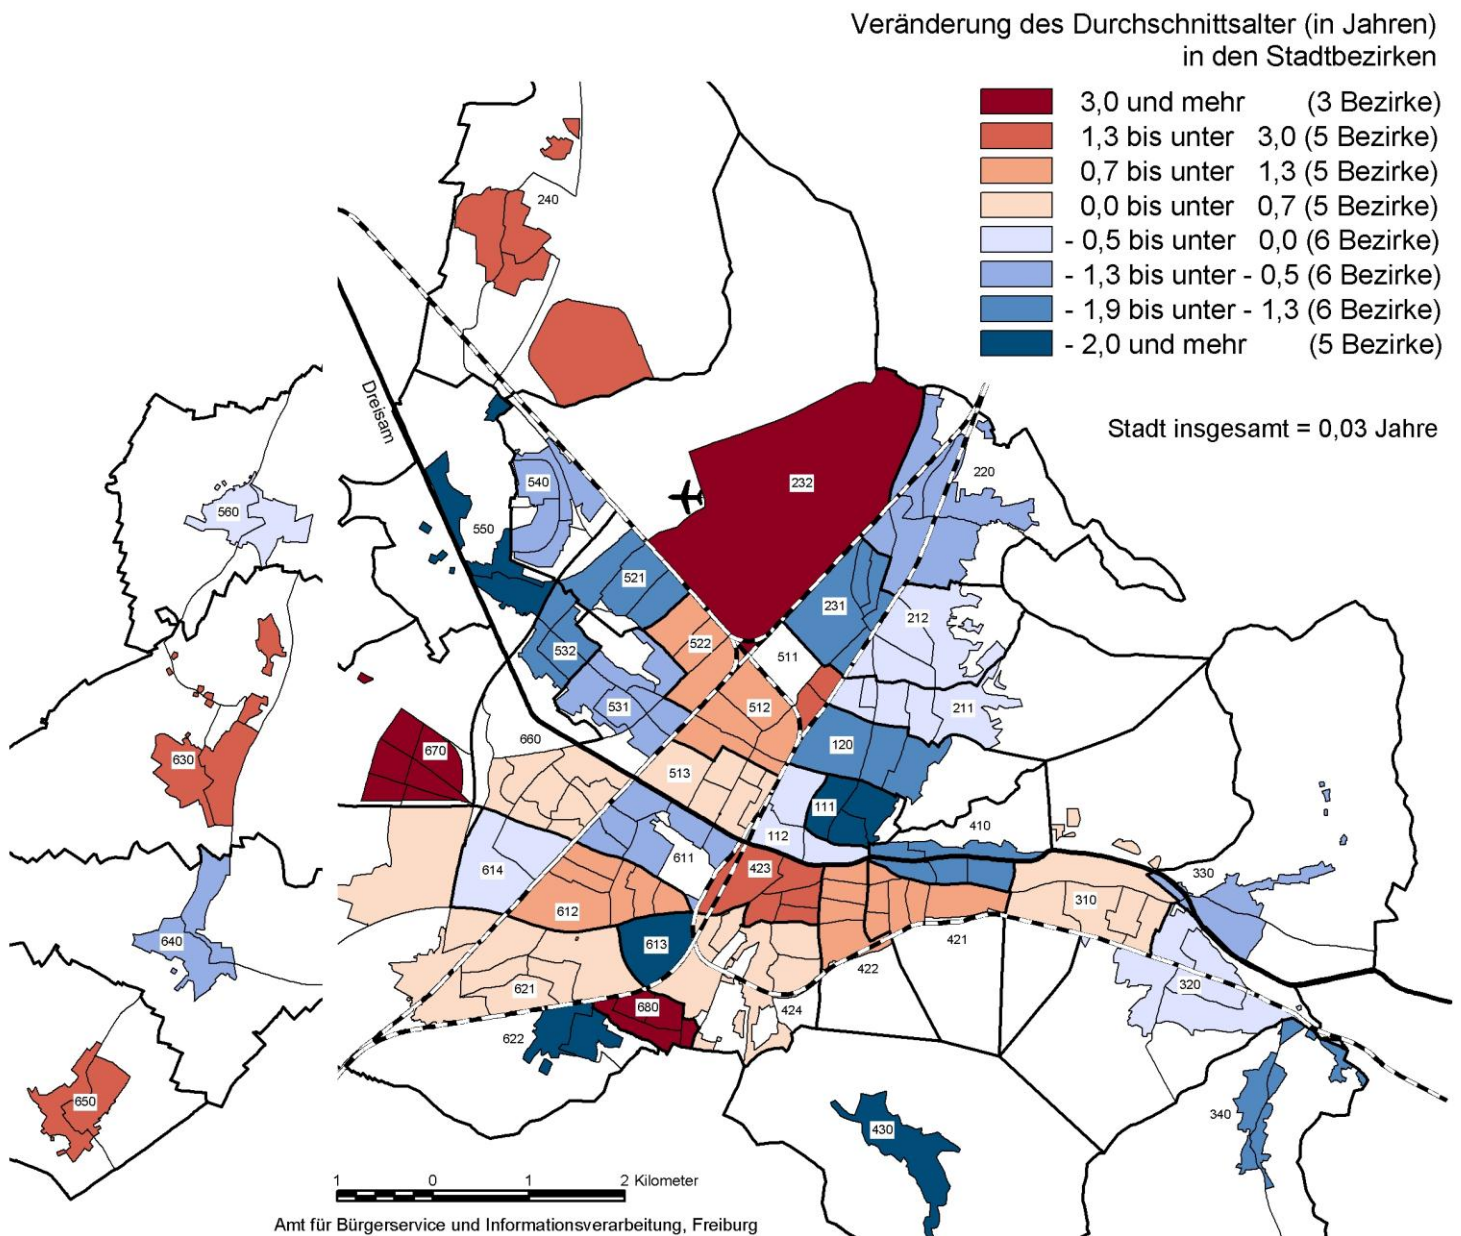 Veränderung des Durchschnittsalter (in Jahren)
in den Stadtbezirken
3,0 und mehr (3 Bezirke)
1,3 bis unter 3,0 (5 Bezirke)
0,7 bis unter 1,3 (5 Bezirke)
0,0 bis unter 0,7 (5 Bezirke)
- 0,5 bis unter 0,0 (6 Bezirke)
- 1,3 bis unter - 0,5 (6 Bezirke)
- 1,9 bis unter - 1,3 (6 Bezirke)
- 2,0 und mehr (5 Bezirke)
Stadt insgesamt = 0,03 Jahre
240
Dreisam
232
220
540
560
550
521
231
212
522
511
532
531
512
211
660
120
670
630
513
111
112
410
611
423
614
330
310
612
640
613
421
422
320
621
680
424
622
650
340
430
1 0 1 2 Kilometer
Amt für Bürgerservice und Informationsverarbeitung, Freiburg